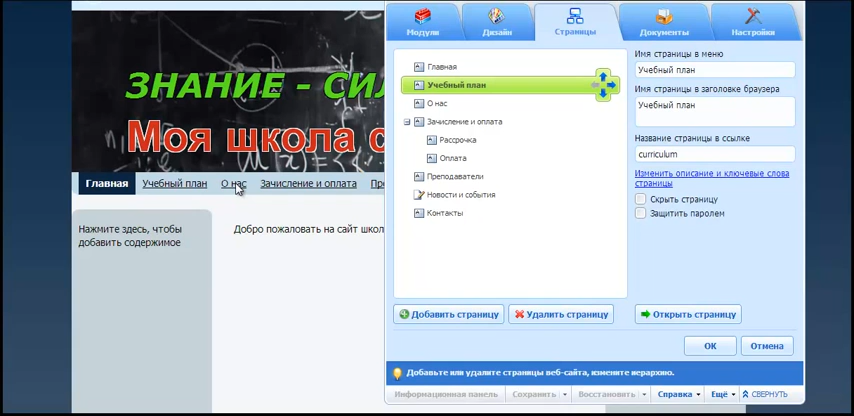 ЗНАНИЕ - СИЛ
Моя школа с
Главная Учебный план О нас Зачисление и оплата Пре
Нажмите здесь, чтобы
добавить содержимое
Добро пожаловать на сайт школ
Модули Дизайн Страницы Документы Настройки
Главная
Учебный план
О нас
Зачисление и оплата
Рассрочка
Оплата
Преподаватели
Новости и события
Контакты
Имя страницы в меню
Учебный план
Имя страницы в заголовке браузера
Учебный план
Название страницы в ссылке
curriculum
Изменить описание и ключевые слова
страницы
Скрыть страницу
Защитить паролем
Добавить страницу Удалить страницу Открыть страницу
OK Отмена
Добавьте или удалите страницы веб-сайта, измените иерархию.
Информационная панель Сохранить Восстановить Справка Ещё СВЕРНУТЬ